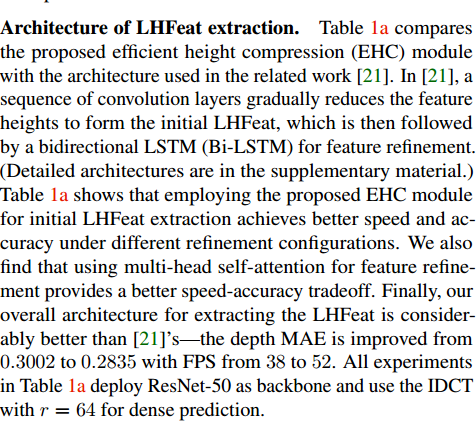 Architecture of LHFeat extraction. Table 1a compares
the proposed efficient height compression (EHC) module
with the architecture used in the related work [21]. In [21], a
sequence of convolution layers gradually reduces the feature
heights to form the initial LHFeat, which is then followed
by a bidirectional LSTM (Bi-LSTM) for feature refinement.
(Detailed architectures are in the supplementary material.)
Table 1a shows that employing the proposed EHC module
for initial LHFeat extraction achieves better speed and ac-
curacy under different refinement configurations. We also
find that using multi-head self-attention for feature refine-
ment provides a better speed-accuracy tradeoff. Finally, our
overall architecture for extracting the LHFeat is consider-
ably better than [21]'s—the depth MAE is improved from
0.3002 to 0.2835 with FPS from 38 to 52. All experiments
in Table 1a deploy ResNet-50 as backbone and use the IDCT
with r = 64 for dense prediction.